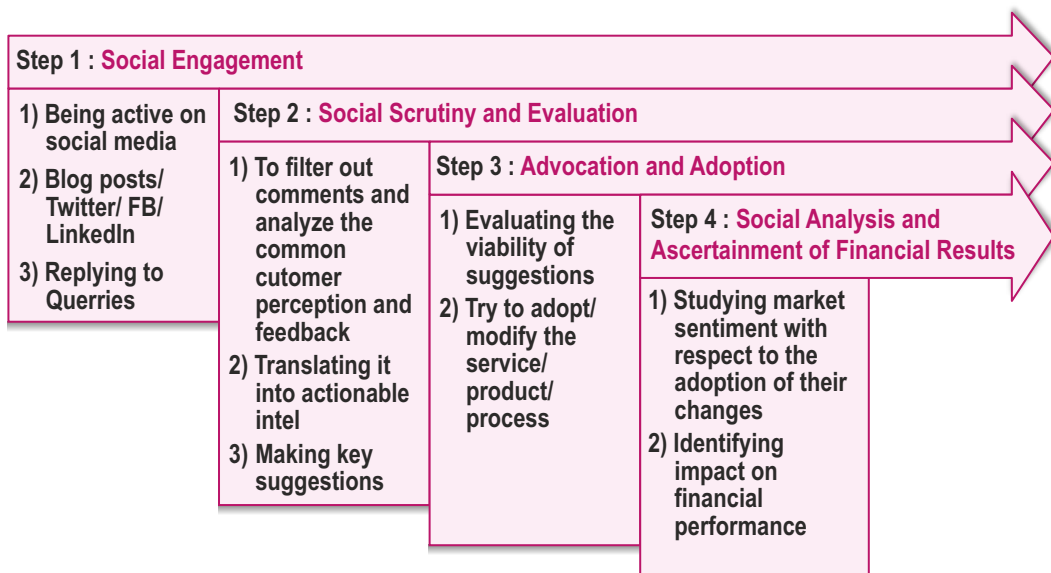 Step 1 : Social Engagement
1) Being active on
social media
2) Blog posts/
Twitter/ FB/
LinkedIn
3) Replying to
Querries
Step 2 : Social Scrutiny and Evaluation
1) To filter out
comments and
analyze the
common
cutomer
perception and
feedback
2) Translating it
into actionable
intel
3) Making key
suggestions
Step 3 : Advocation and Adoption
1) Evaluating the
viability of
suggestions
2) Try to adopt/
modify the
service/
product/
process
Step 4 : Social Analysis and
Ascertainment of Financial Results
1) Studying market
sentiment with
respect to the
adoption of their
changes
2) Identifying
impact on
financial
performance